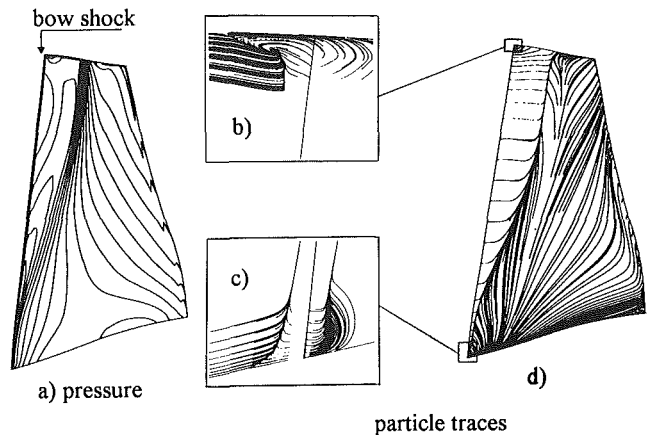 bow shock
b)
c)
a) pressure
d)
particle traces